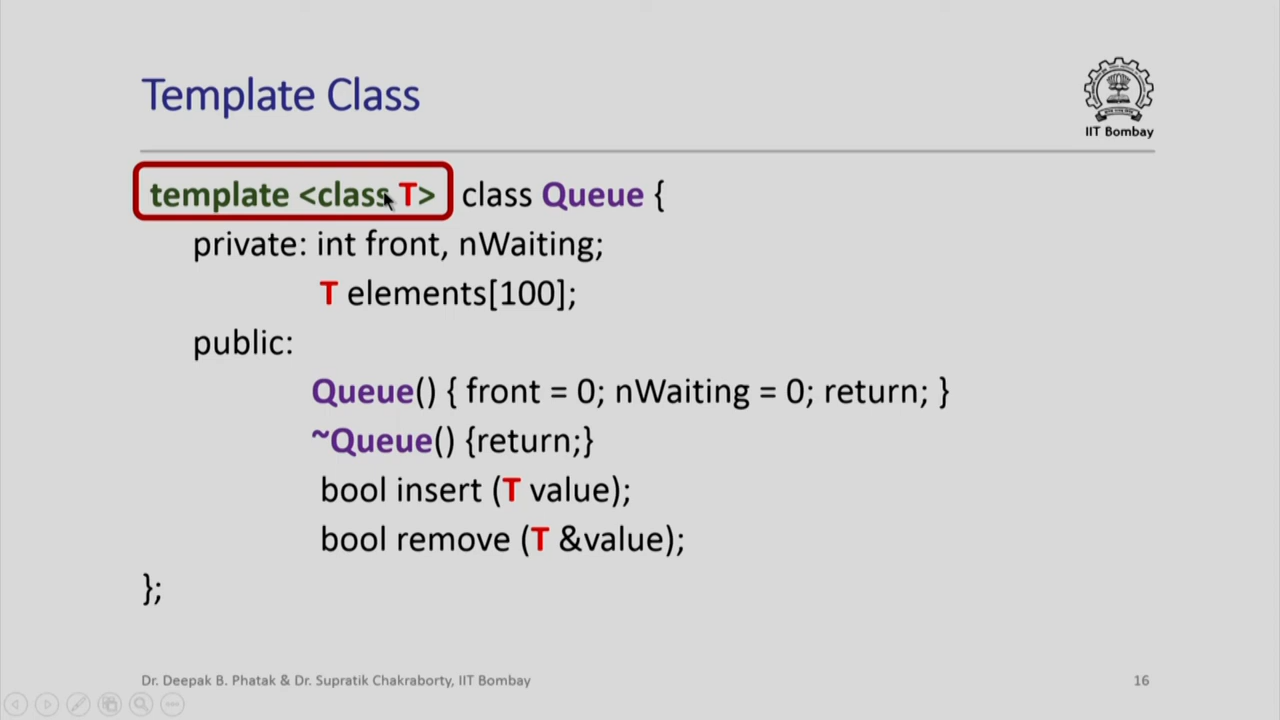 Template Class
IIT Bombay
template <class T> class Queue {
private: int front, nWaiting;
T elements[100];
public:
Queue() { front = 0; nWaiting = 0; return; }
~Queue() {return;}
bool insert (T value);
bool remove (T &value);
};
Dr. Deepak B. Phatak & Dr. Supratik Chakraborty, IIT Bombay
16